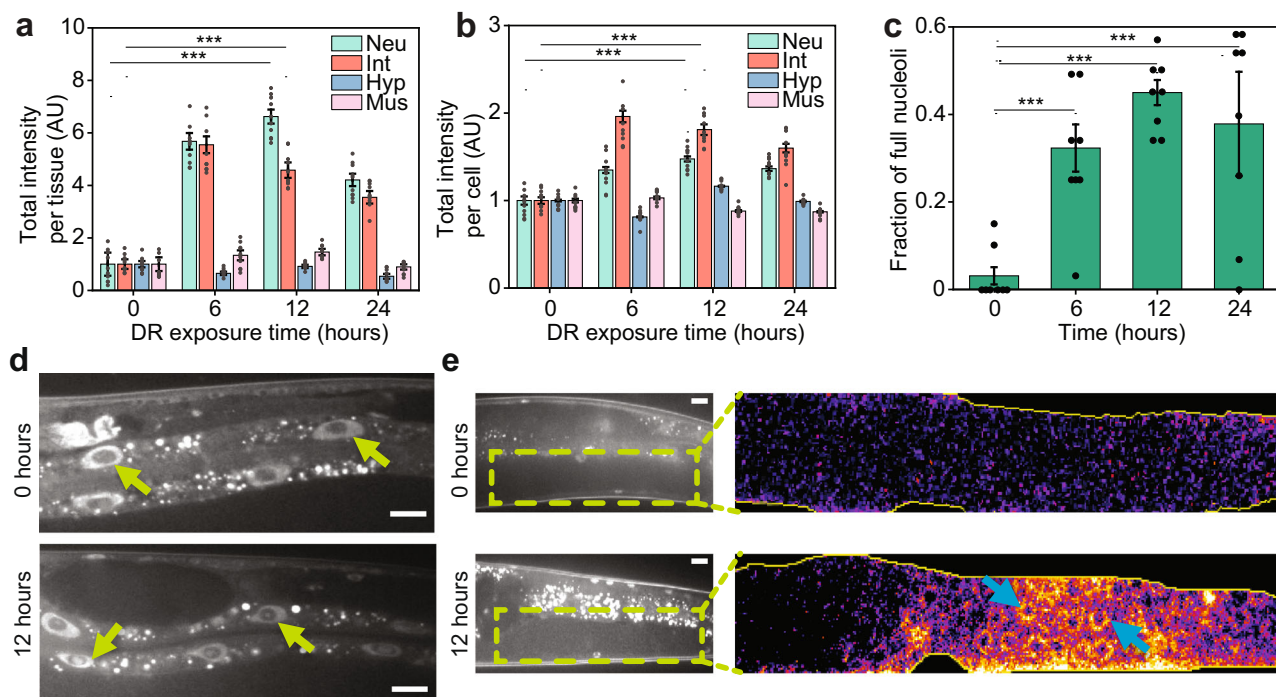 a
10
8
6
4
2
0
Total intensity
per tissue (AU)
***
***
Neu
Int
Hyp
Mus
0 6 12 24
DR exposure time (hours)
b
3
2
1
0
Total intensity
per cell (AU)
***
***
Neu
Int
Hyp
Mus
0 6 12 24
DR exposure time (hours)
c
0.6
0.4
0.2
0
Fraction of full nucleoli
***
***
***
0 6 12 24
Time (hours)
d
0 hours
12 hours
e
0 hours
12 hours